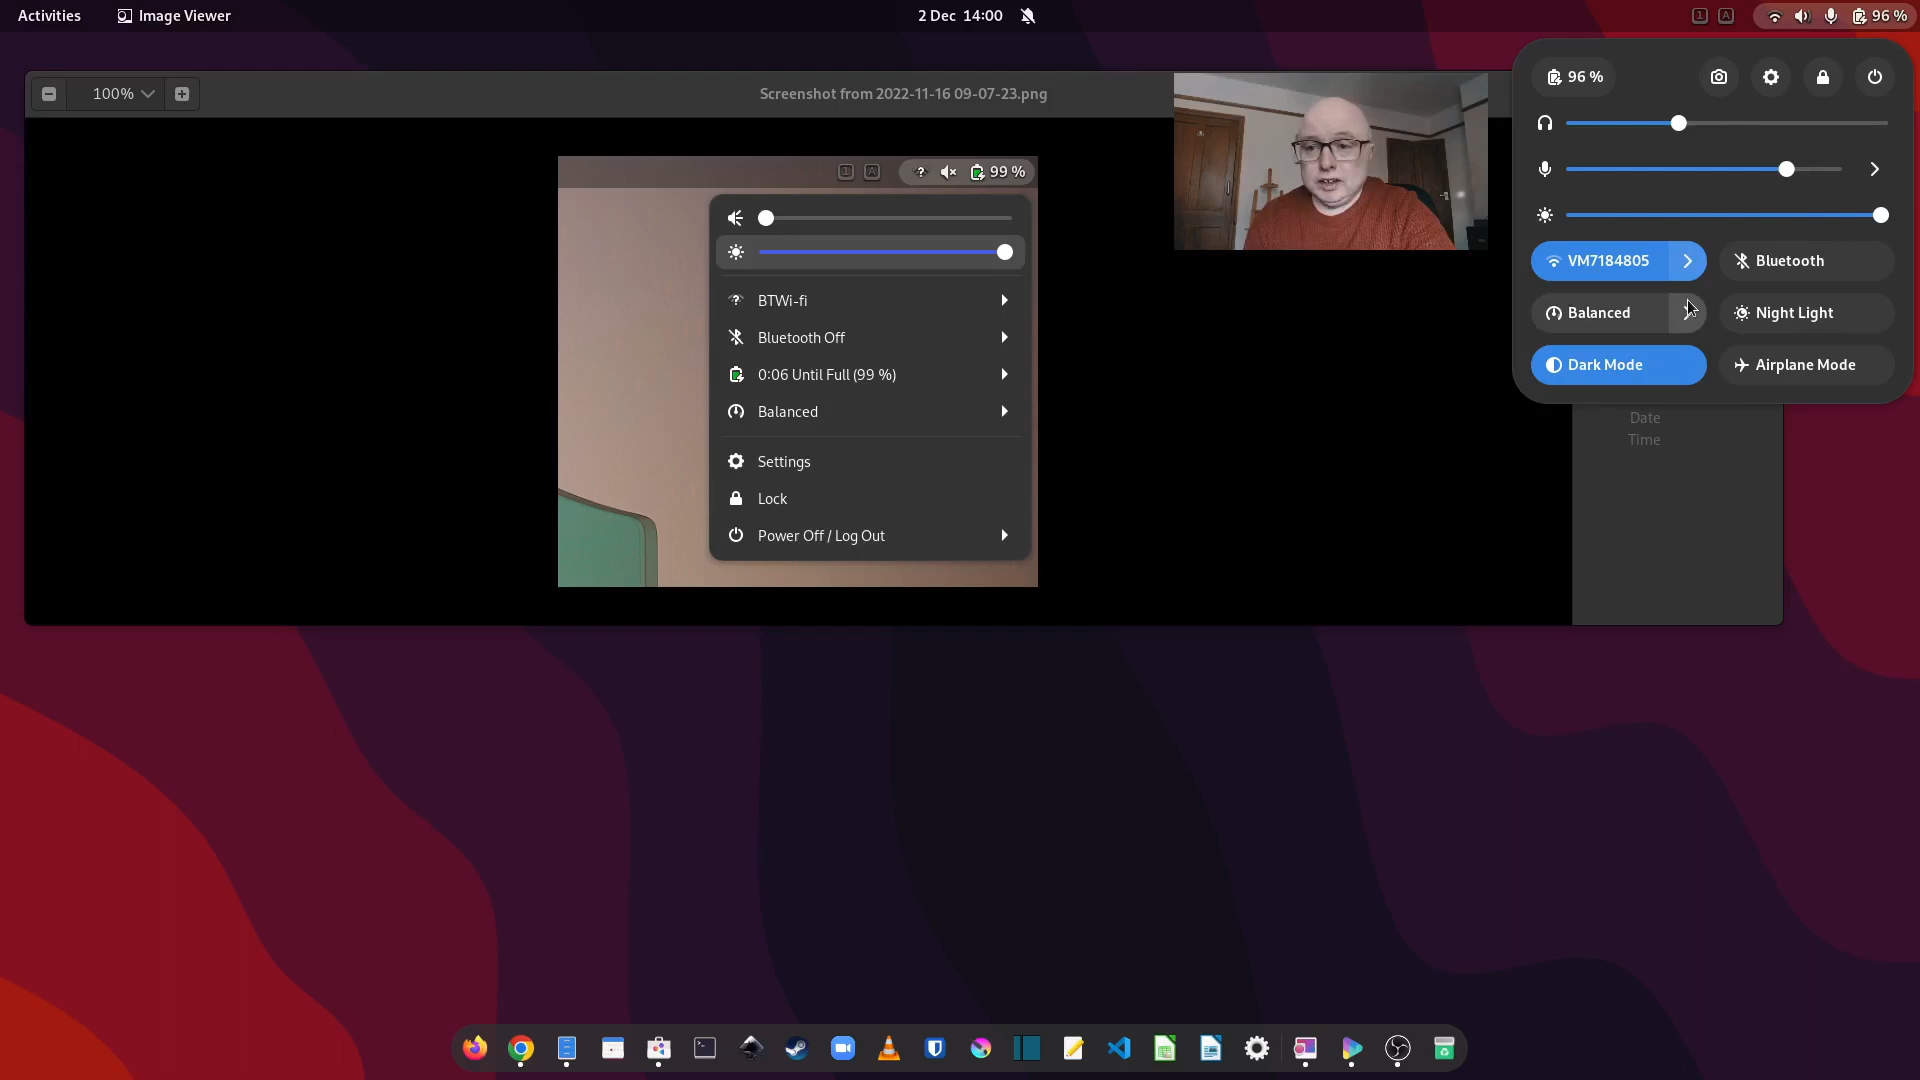 Activities
Image Viewer
2 Dec 14:00
1
A
96 %
100%
Screenshot from 2022-11-16 09-07-23.png
1
A
?
99 %
BTWi-fi
Bluetooth Off
0:06 Until Full (99 %)
Balanced
Settings
Lock
Power Off / Log Out
96 %
VM7184805
Bluetooth
Balanced
Night Light
Dark Mode
Airplane Mode
Date
Time